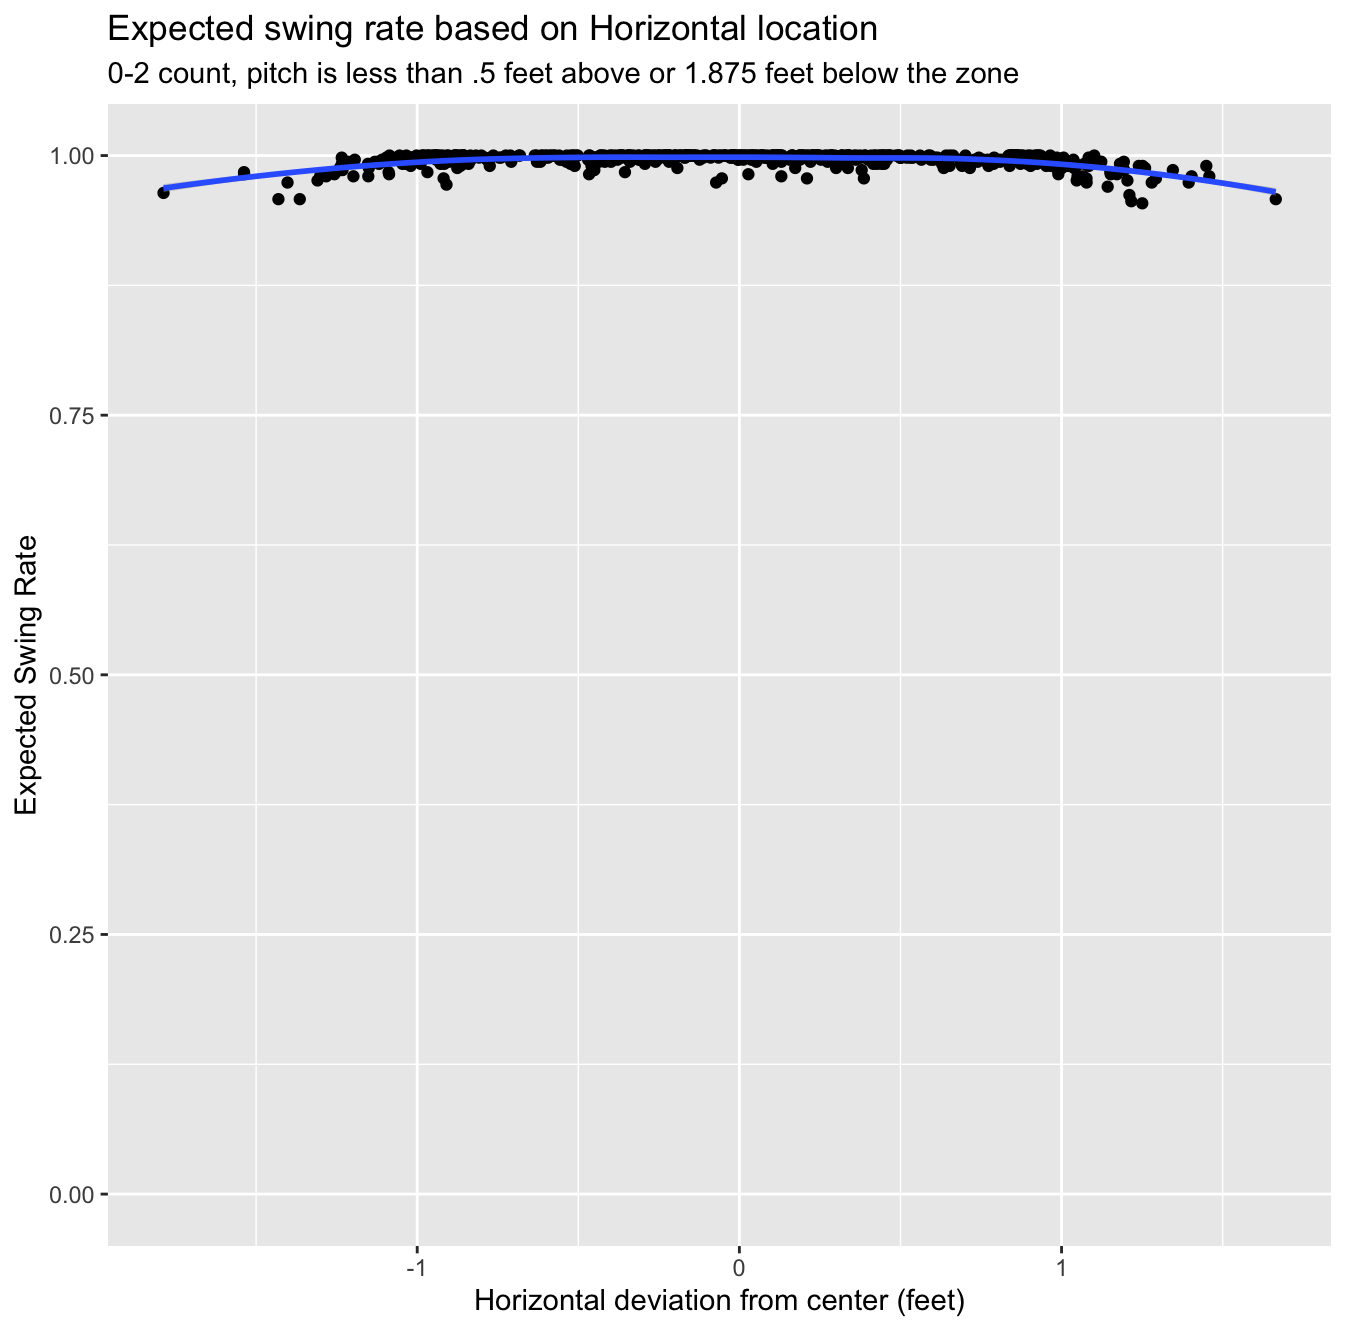 Expected swing rate based on Horizontal location
0-2 count, pitch is less than .5 feet above or 1.875 feet below the zone
1.00
0.75
0.50
0.25
0.00
Expected Swing Rate
-1 0 1
Horizontal deviation from center (feet)